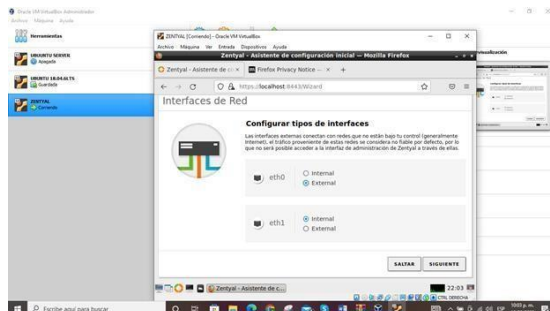 Oracle VM VirtualBox Administrador
Archivo Máquina Ayuda
Herramientas
UBUNTU SERVER
Apagada
UBUNTU 18.04 LTS
Guardada
ZENTYAL
Corriendo
ZENTYAL [Corriendo] - Oracle VM VirtualBox
Archivo Máquina Ver Entrada Dispositivos Ayuda
Zentyal - Asistente de configuración inicial — Mozilla Firefox
Zentyal - Asistente de c
Firefox Privacy Notice —
https://localhost:8443/Wizard
Interfaces de Red
Configurar tipos de interfaces
Las interfaces externas conectan con redes que no están bajo tu control (generalmente
Internet), el tráfico proveniente de estas redes se considera no fiable por defecto, por lo
que no será posible acceder a la interfaz de administración de Zentyal a través de ellas.
eth0
Internal
External
eth1
Internal
External
SALTAR
SIGUIENTE
Zentyal - Asistente de c...
22:03
CTRL DERECHA
Escribe aquí para buscar
ESP